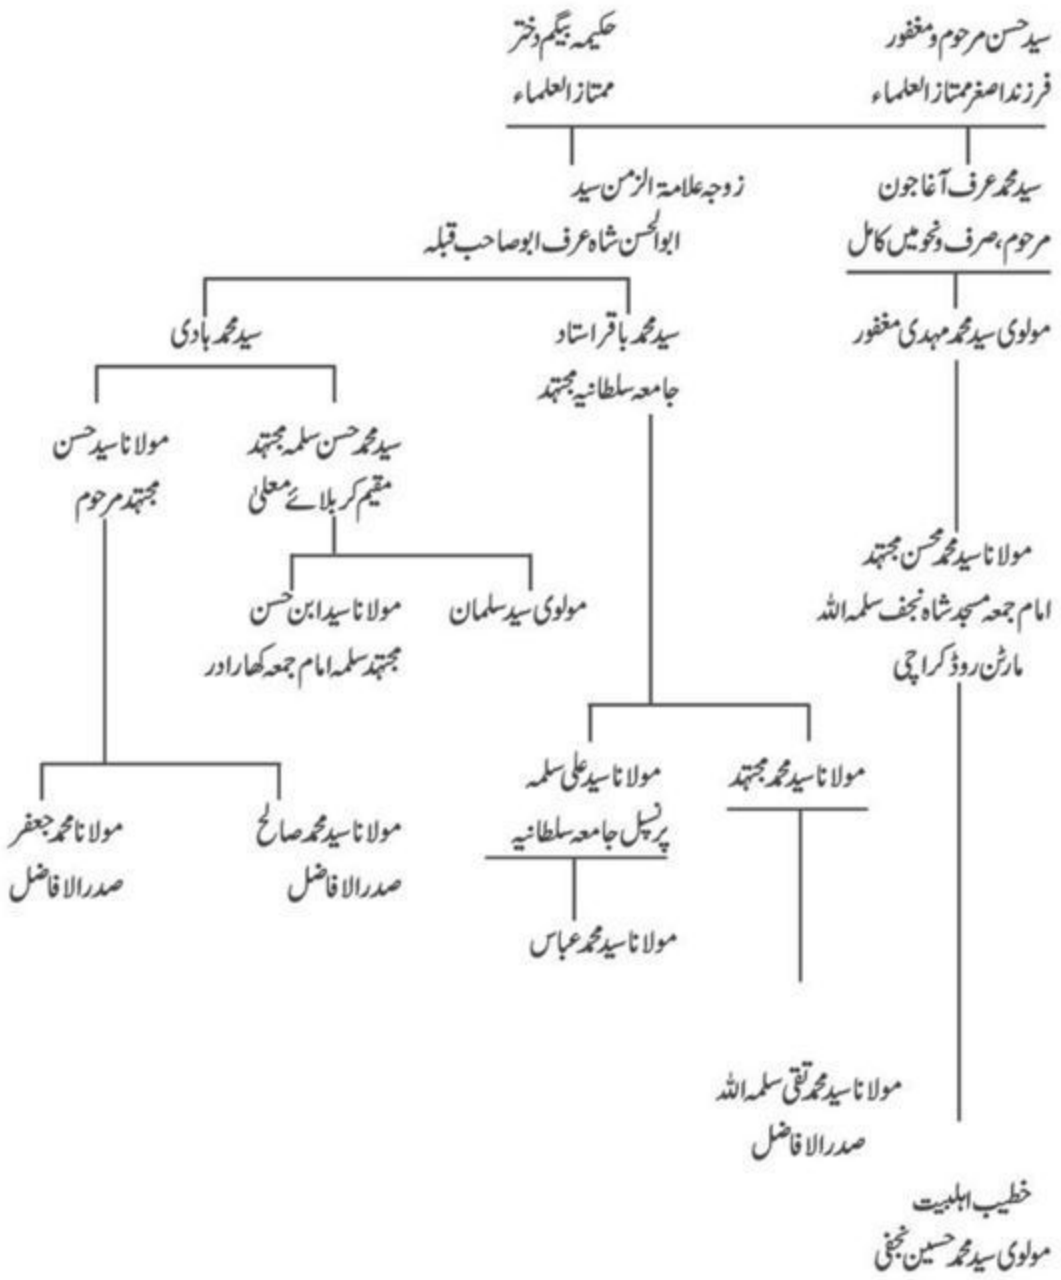 سید حسن مرحوم و مغفور
فرزند اصغر ممتاز العلماء
حکیمہ بیگم دختر
ممتاز العلماء
سید محمد عرف آغا جون
مرحوم، صرف و نحو میں کامل
زوجہ علامۃ الزمن سید
ابوالحسن شاہ عرف ابو صاحب قبلہ
مولوی سید محمد مہدی مغفور
سید محمد باقر استاد
جامعہ سلطانیہ مجتہد
سید محمد ہادی
سید محمد حسن سلمہ مجتہد
مقیم کربلائے معلیٰ
مولانا سید حسن
مجتہد مرحوم
مولانا سید محمد محسن مجتہد
امام جمعہ مسجد شاہ نجف سلمہ اللہ
مارٹن روڈ کراچی
مولوی سید سلمان
مولانا سید ابن حسن
مجتہد سلمہ امام جمعہ کھارادر
مولانا سید محمد مجتہد
مولانا سید علی سلمہ
پرنسپل جامعہ سلطانیہ
مولانا سید محمد صالح
صدر الافاضل
مولانا محمد جعفر
صدر الافاضل
مولانا سید محمد عباس
مولانا سید محمد تقی سلمہ اللہ
صدر الافاضل
خطیب اہلبیت
مولوی سید محمد حسین نجفی